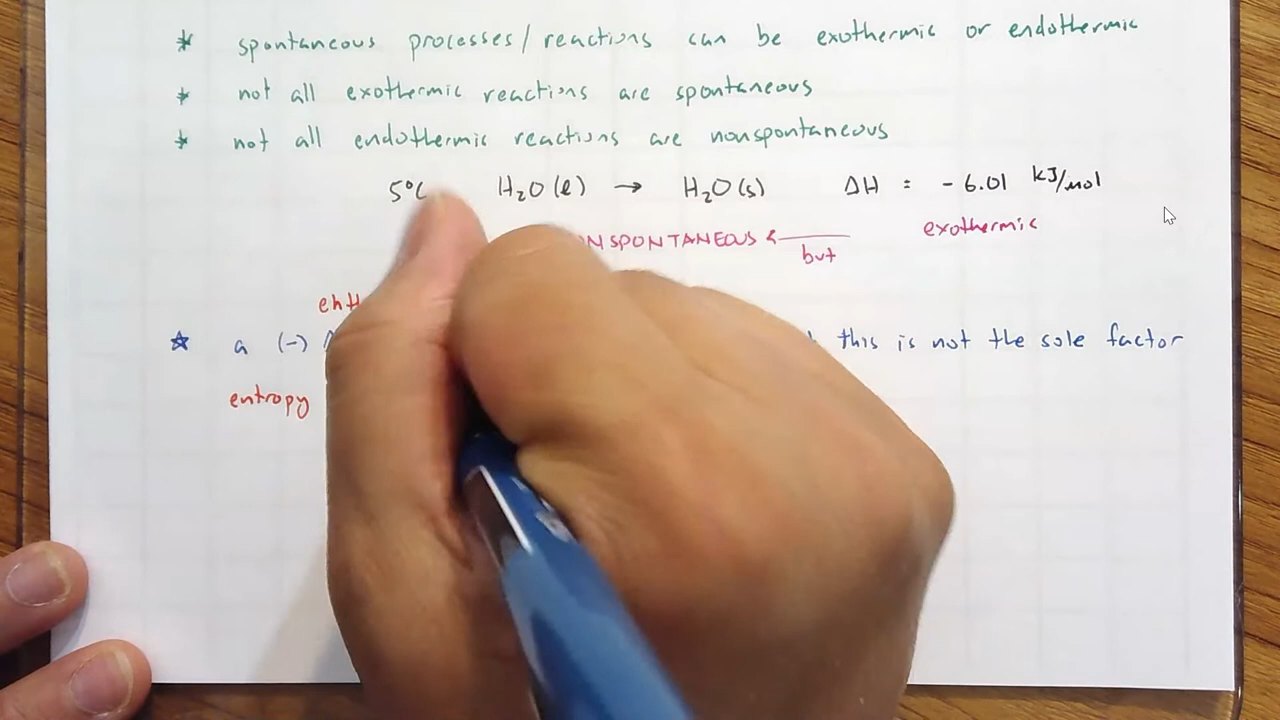 * spontaneous processes/reactions can be exothermic or endothermic
* not all exothermic reactions are spontaneous
* not all endothermic reactions are nonspontaneous
5°C H₂O(l) → H₂O(s) ΔH = -6.01 kJ/mol
exothermic
NSPONTANEOUS
but
☆ a (-) this is not the sole factor
entropy